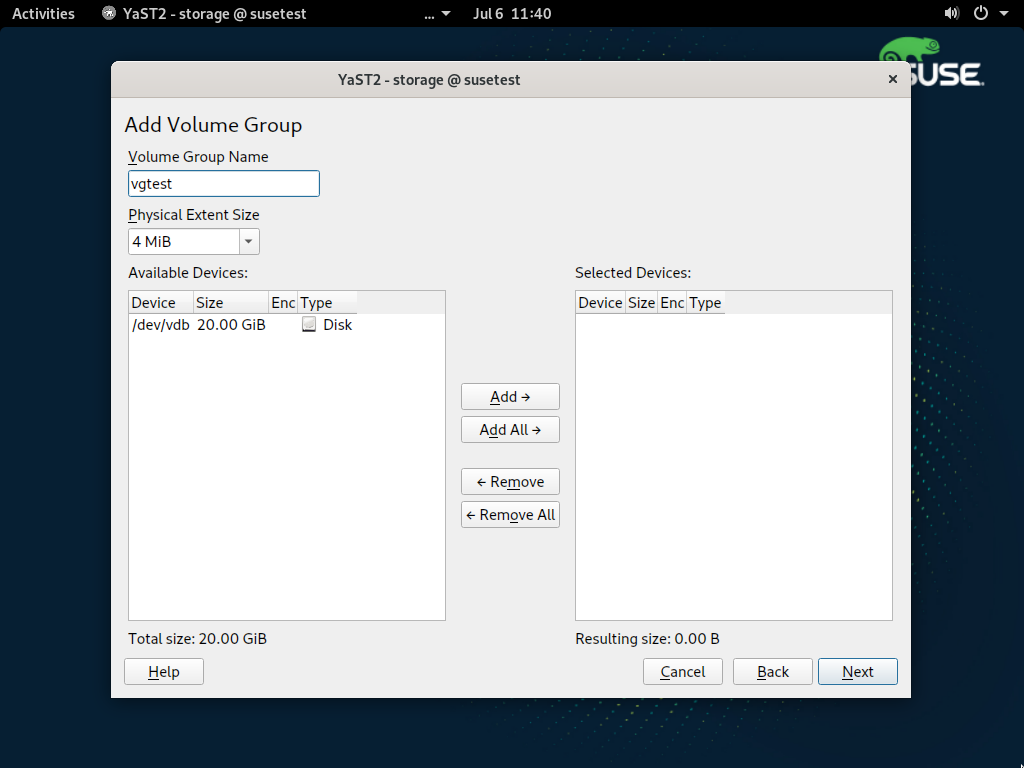 Activities YaST2 - storage @ susetest ... Jul 6 11:40
SUSE
YaST2 - storage @ susetest ×
Add Volume Group
Volume Group Name
vgtest
Physical Extent Size
4 MiB
Available Devices: Selected Devices:
Device Size Enc Type Device Size Enc Type
/dev/vdb 20.00 GiB Disk
Add →
Add All →
← Remove
← Remove All
Total size: 20.00 GiB Resulting size: 0.00 B
Help Cancel Back Next